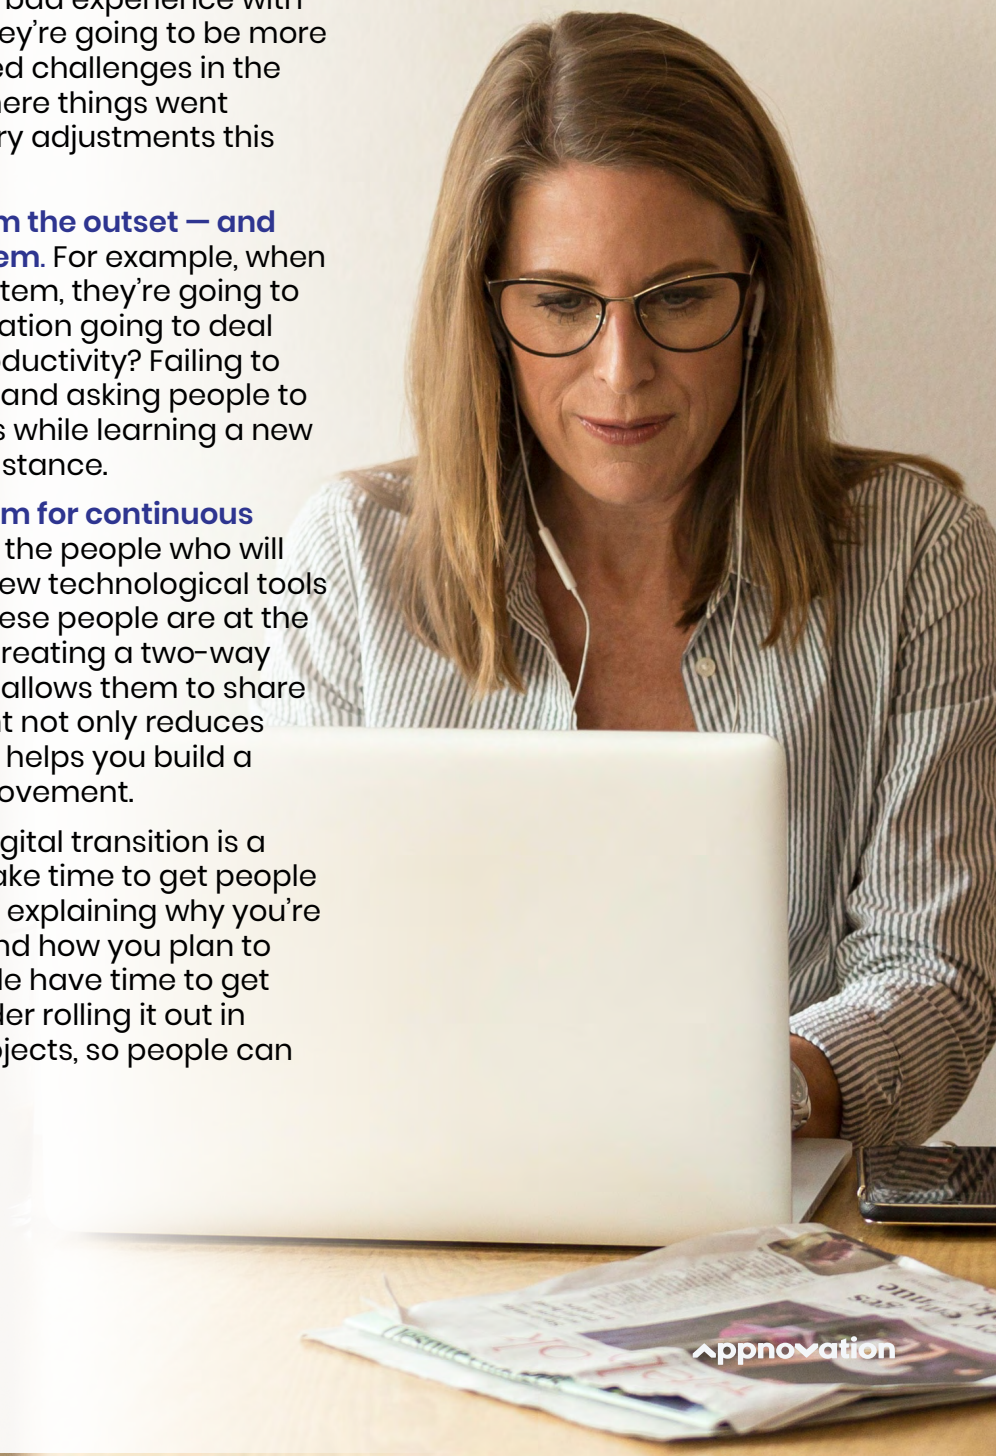 bad experience with
ey’re going to be more
ed challenges in the
here things went
ry adjustments this
m the outset — and
em. For example, when
tem, they’re going to
ation going to deal
oductivity? Failing to
and asking people to
s while learning a new
stance.
m for continuous
the people who will
ew technological tools
ese people are at the
reating a two-way
allows them to share
t not only reduces
helps you build a
ovement.
gital transition is a
ake time to get people
explaining why you’re
nd how you plan to
le have time to get
er rolling it out in
ojects, so people can
appnovation